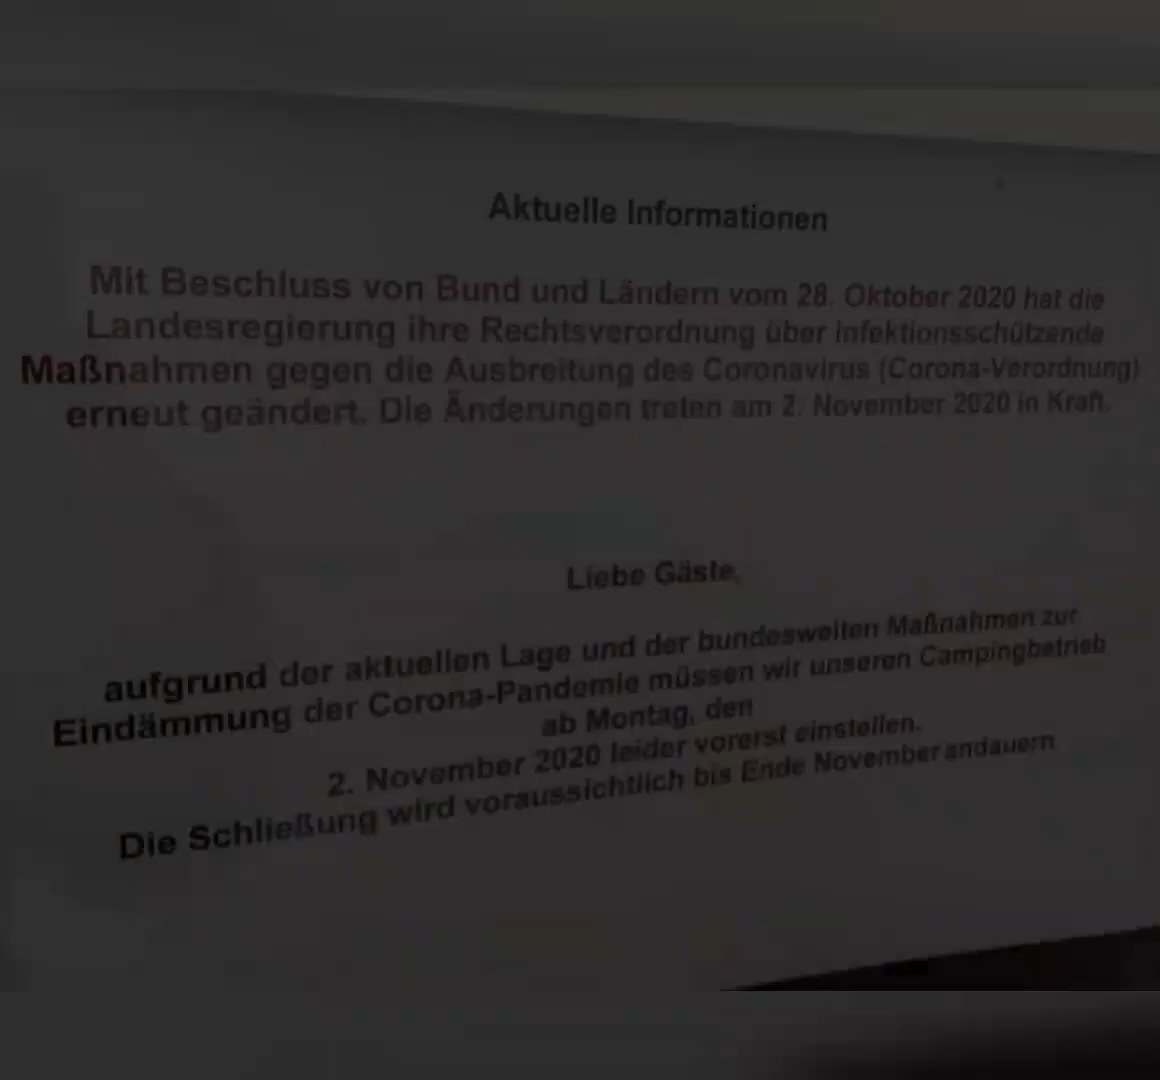 Aktuelle Informationen
Mit Beschluss von Bund und Ländern vom 28. Oktober 2020 hat die
Landesregierung ihre Rechtsverordnung über infektionsschützende
Maßnahmen gegen die Ausbreitung des Coronavirus (Corona-Verordnung)
erneut geändert. Die Änderungen treten am 2. November 2020 in Kraft.
Liebe Gäste,
aufgrund der aktuellen Lage und der bundesweiten Maßnahmen zur
Eindämmung der Corona-Pandemie müssen wir unseren Campingbetrieb
ab Montag, den
2. November 2020 leider vorerst einstellen.
Die Schließung wird voraussichtlich bis Ende November andauern